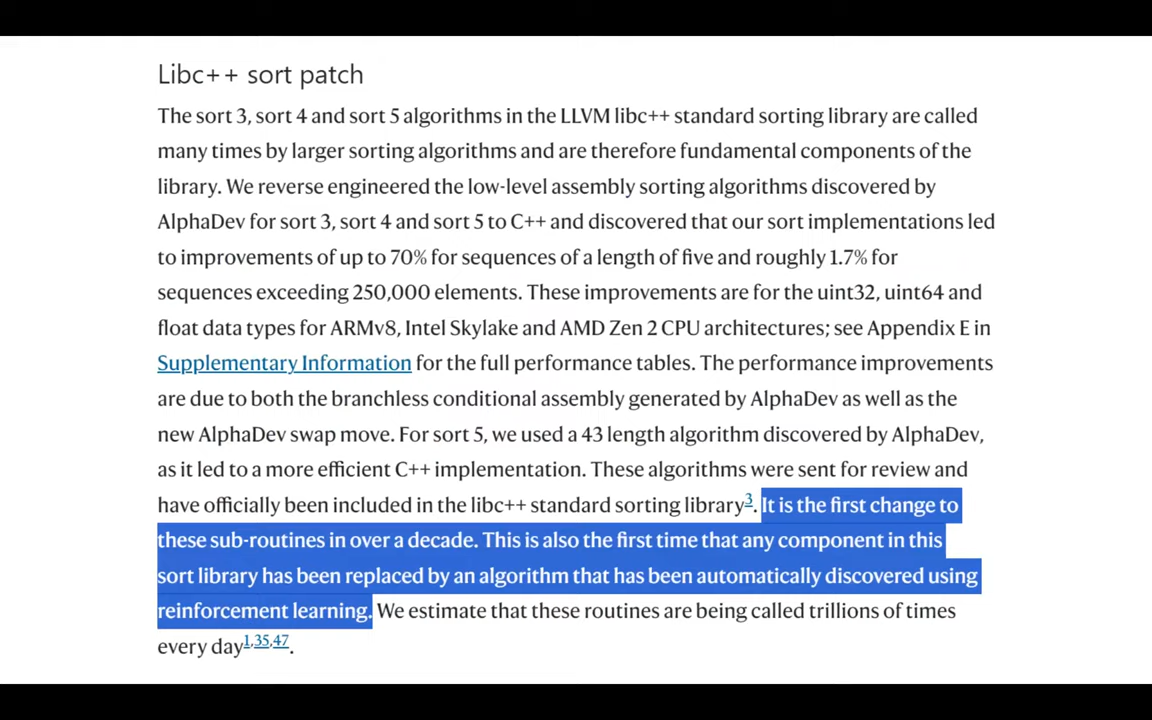 Libc++ sort patch
The sort 3, sort 4 and sort 5 algorithms in the LLVM libc++ standard sorting library are called
many times by larger sorting algorithms and are therefore fundamental components of the
library. We reverse engineered the low-level assembly sorting algorithms discovered by
AlphaDev for sort 3, sort 4 and sort 5 to C++ and discovered that our sort implementations led
to improvements of up to 70% for sequences of a length of five and roughly 1.7% for
sequences exceeding 250,000 elements. These improvements are for the uint32, uint64 and
float data types for ARMv8, Intel Skylake and AMD Zen 2 CPU architectures; see Appendix E in
Supplementary Information for the full performance tables. The performance improvements
are due to both the branchless conditional assembly generated by AlphaDev as well as the
new AlphaDev swap move. For sort 5, we used a 43 length algorithm discovered by AlphaDev,
as it led to a more efficient C++ implementation. These algorithms were sent for review and
have officially been included in the libc++ standard sorting library3. It is the first change to
these sub-routines in over a decade. This is also the first time that any component in this
sort library has been replaced by an algorithm that has been automatically discovered using
reinforcement learning. We estimate that these routines are being called trillions of times
every day1,35,47.